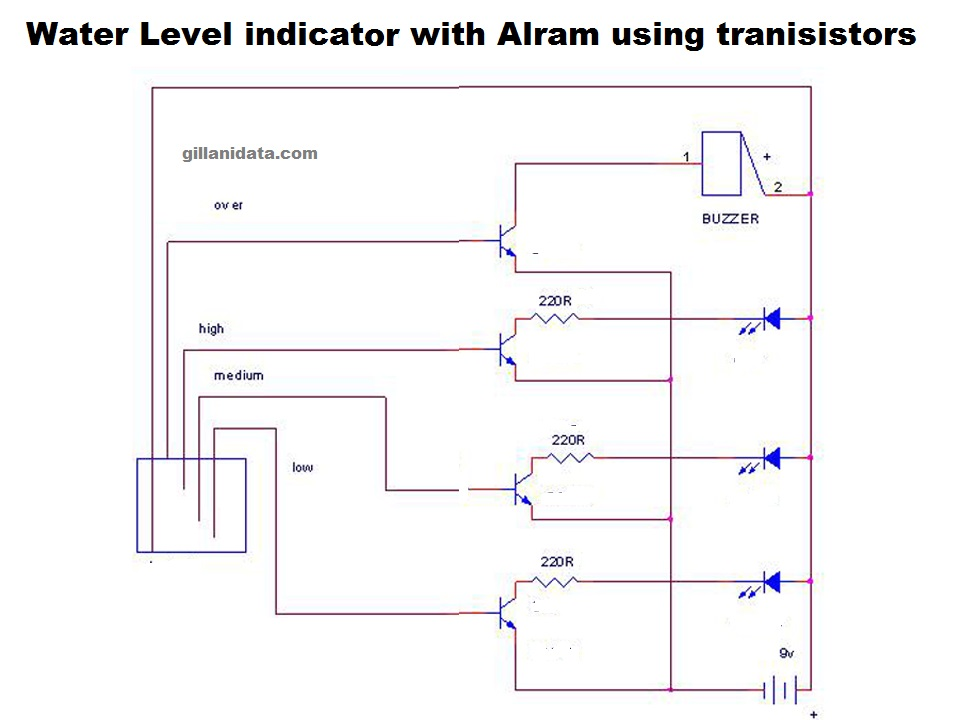 Water Level indicator with Alram using tranisistors
gillanidata.com
1
+
2
over
BUZZER
220R
high
medium
220R
low
220R
9v
+